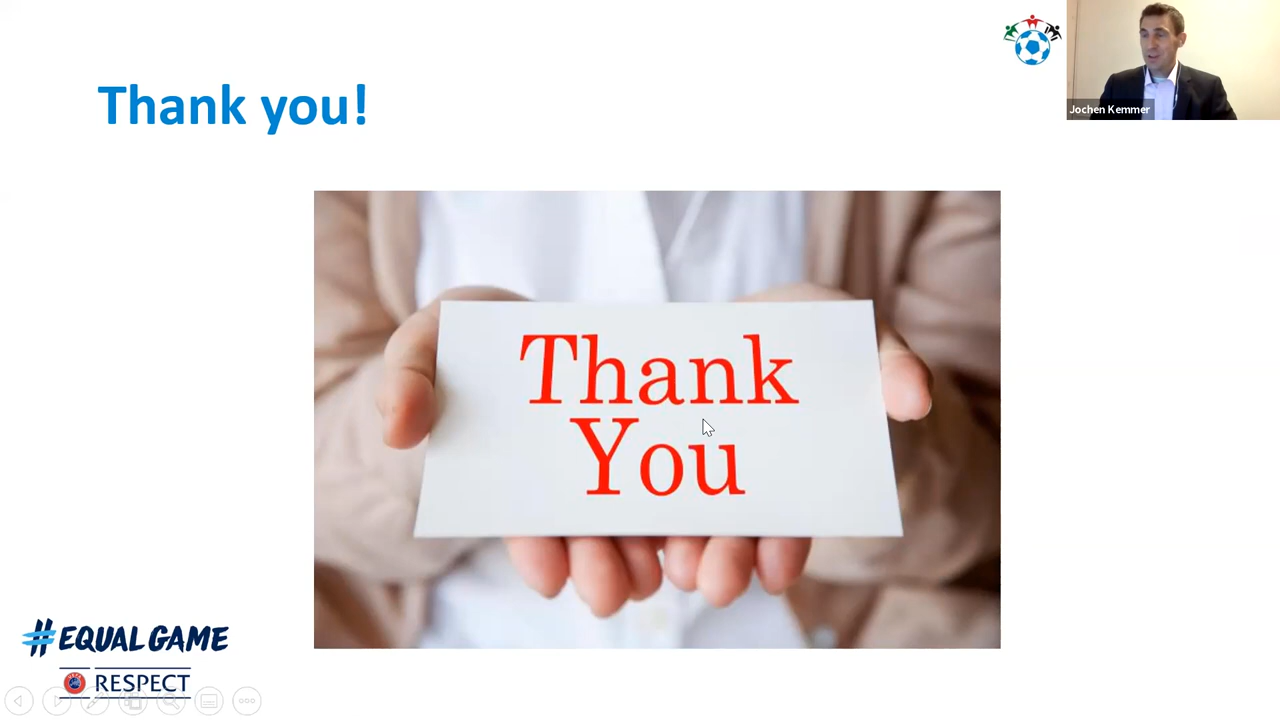 Thank you!
Jochen Kemmer
Thank
You
#EQUAL GAME
RESPECT